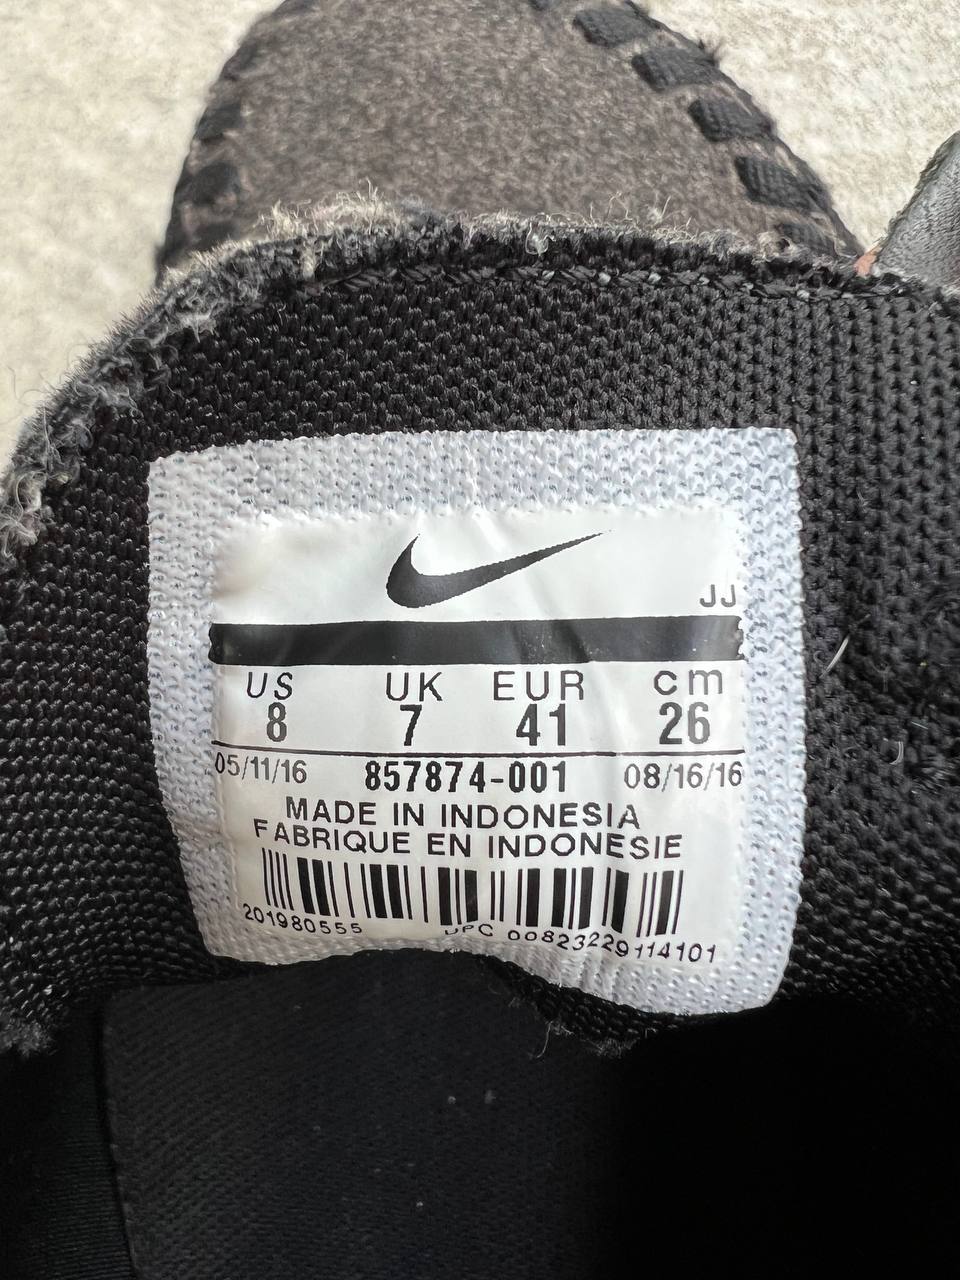 JJ
US UK EUR cm
8 7 41 26
05/11/16 857874-001 08/16/16
MADE IN INDONESIA
FABRIQUE EN INDONESIE
201980555 UPC 00823229114101